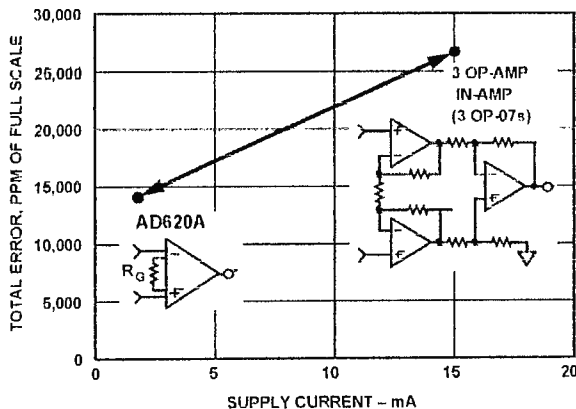 TOTAL ERROR, PPM OF FULL SCALE
30,000
25,000
20,000
15,000
10,000
5,000
0
3 OP-AMP
IN-AMP
(3 OP-07s)
AD620A
RG
0
5
10
15
20
SUPPLY CURRENT – mA